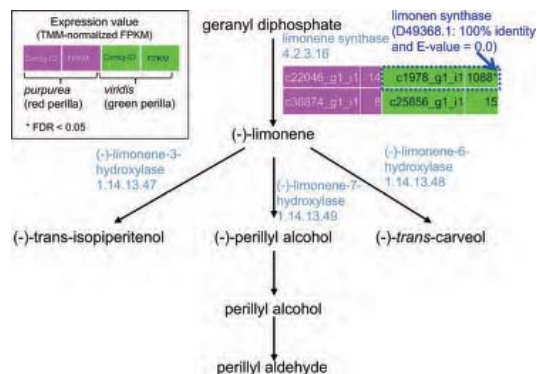 Expression value
(TMM-normalized FPKM)
Contig-ID FPKM Contig-ID FPKM
purpurea viridis
(red perilla) (green perilla)
* FDR < 0.05
geranyl diphosphate
limonene synthase
4.2.3.16
limonen synthase
(D49368.1: 100% identity
and E-value = 0.0)
c22046_g1_i1 14 c1978_g1_i1 1088*
c36874_g1_i1 8 c25856_g1_i1 15
(-)-limonene
(-)-limonene-3-
hydroxylase
1.14.13.47
(-)-limonene-7-
hydroxylase
1.14.13.49
(-)-limonene-6-
hydroxylase
1.14.13.48
(-)-trans-isopiperitenol
(-)-perillyl alcohol
(-)-trans-carveol
perillyl alcohol
perillyl aldehyde